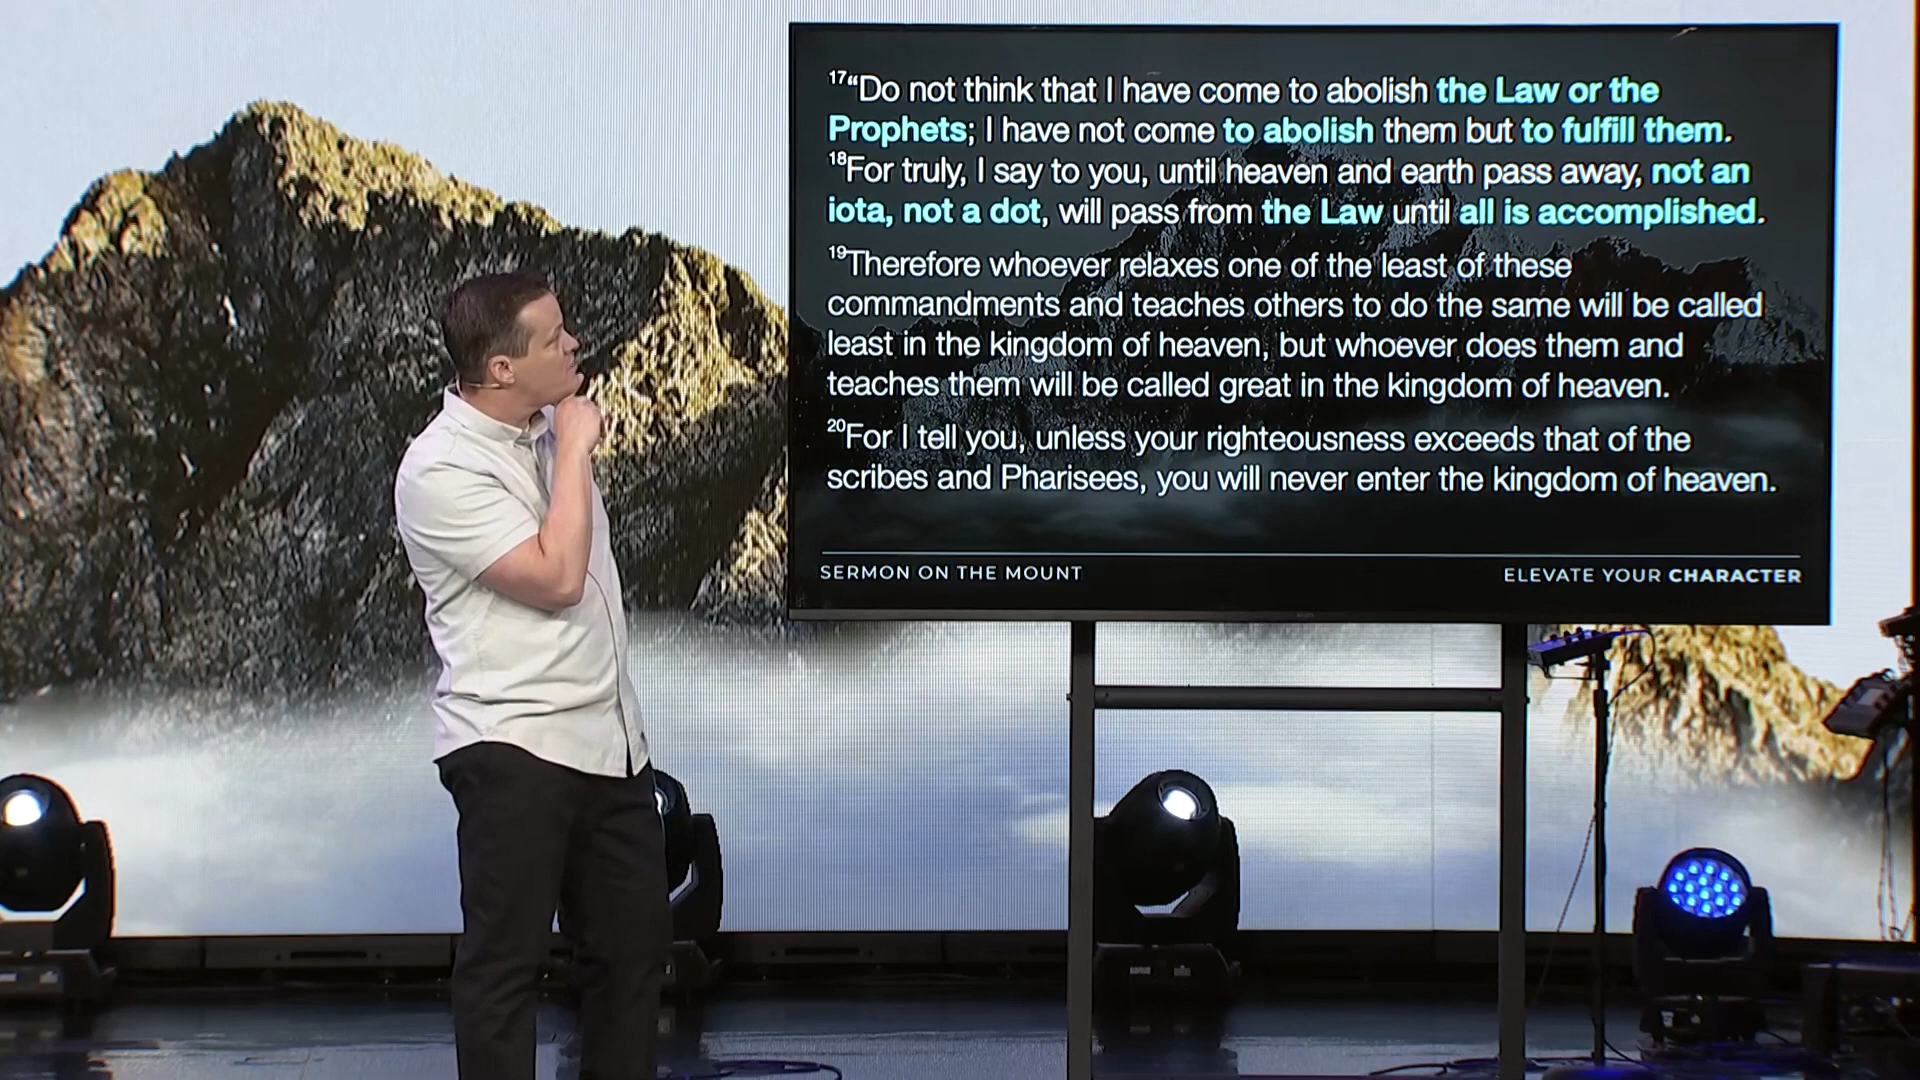 17“Do not think that I have come to abolish the Law or the
Prophets; I have not come to abolish them but to fulfill them.
18For truly, I say to you, until heaven and earth pass away, not an
iota, not a dot, will pass from the Law until all is accomplished.
19Therefore whoever relaxes one of the least of these
commandments and teaches others to do the same will be called
least in the kingdom of heaven, but whoever does them and
teaches them will be called great in the kingdom of heaven.
20For I tell you, unless your righteousness exceeds that of the
scribes and Pharisees, you will never enter the kingdom of heaven.
SERMON ON THE MOUNT
ELEVATE YOUR CHARACTER